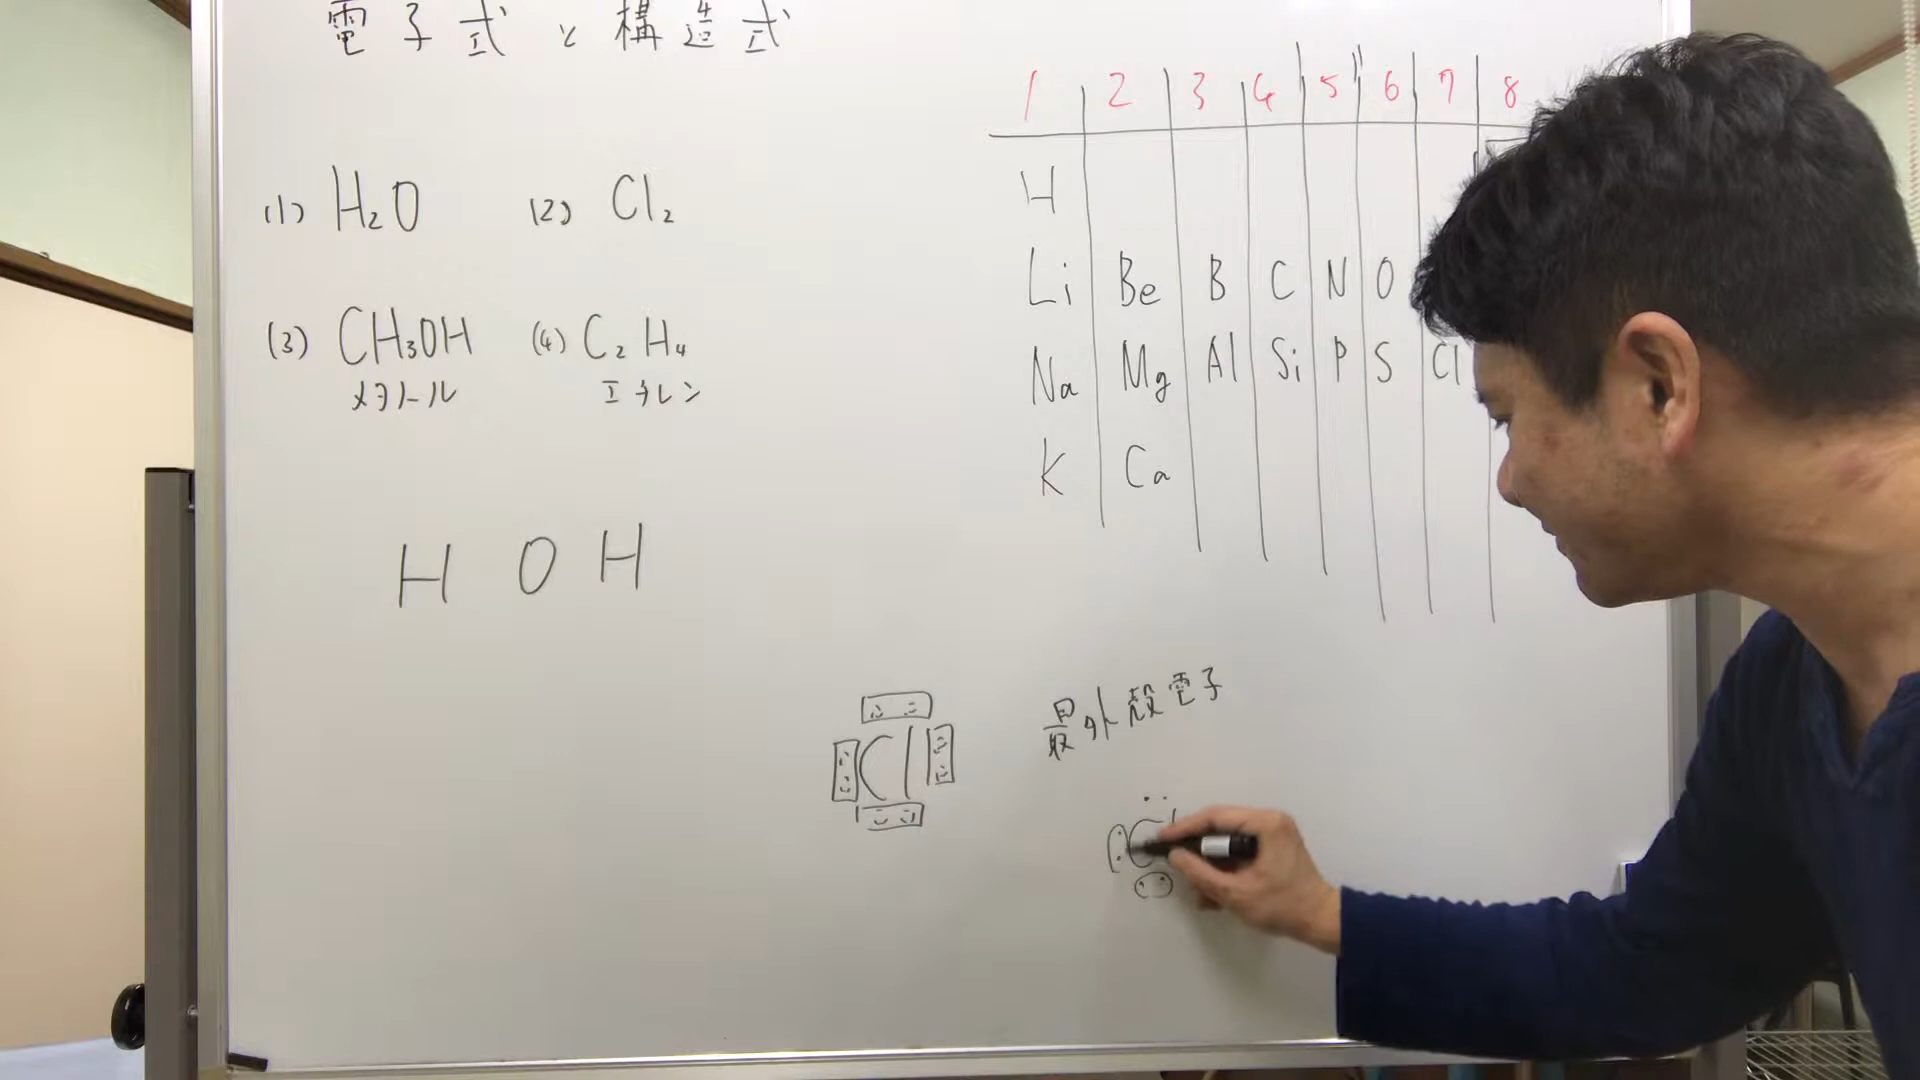 電子式と構造式
(1) H₂O (2) Cl₂
(3) CH₃OH (4) C₂H₄
メタノール エチレン
H O H
1 2 3 4 5 6 7 8
H
Li Be B C N O
Na Mg Al Si P S Cl
K Ca
最外殻電子
Cl
C